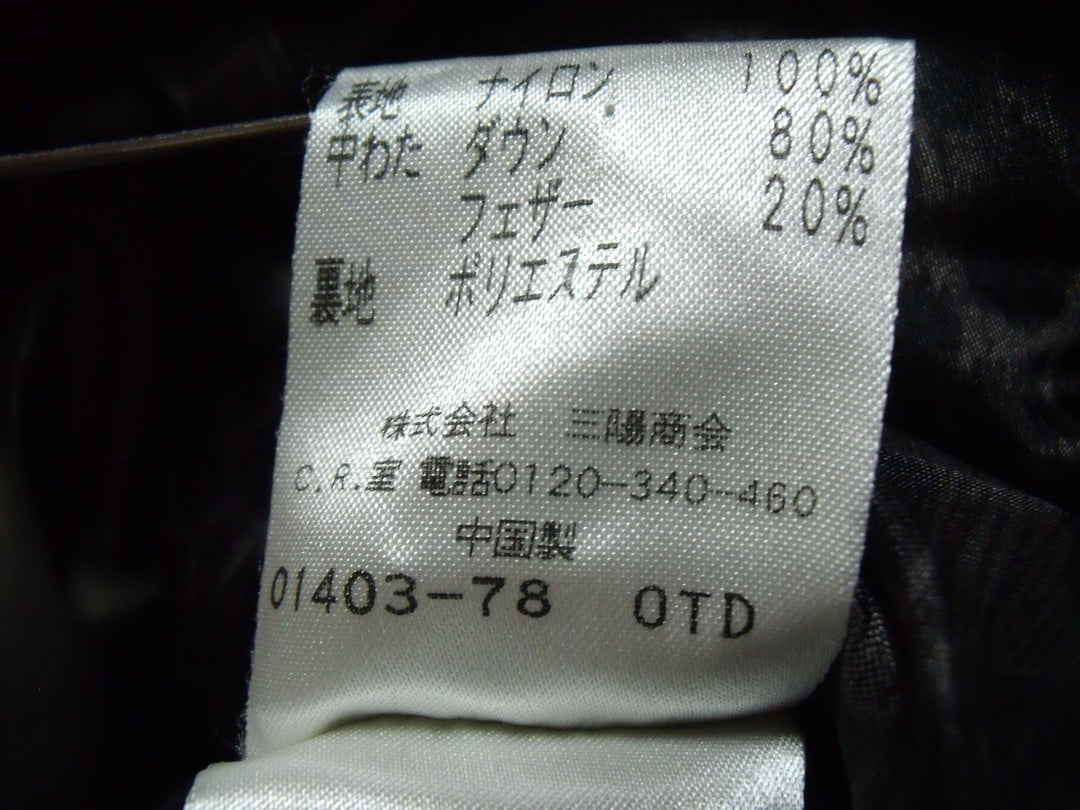 表地 ナイロン 100%
中わた ダウン 80%
フェザー 20%
裏地 ポリエステル
株式会社 三陽商会
C.R.室 電話0120-340-460
中国製
01403-78 OTD